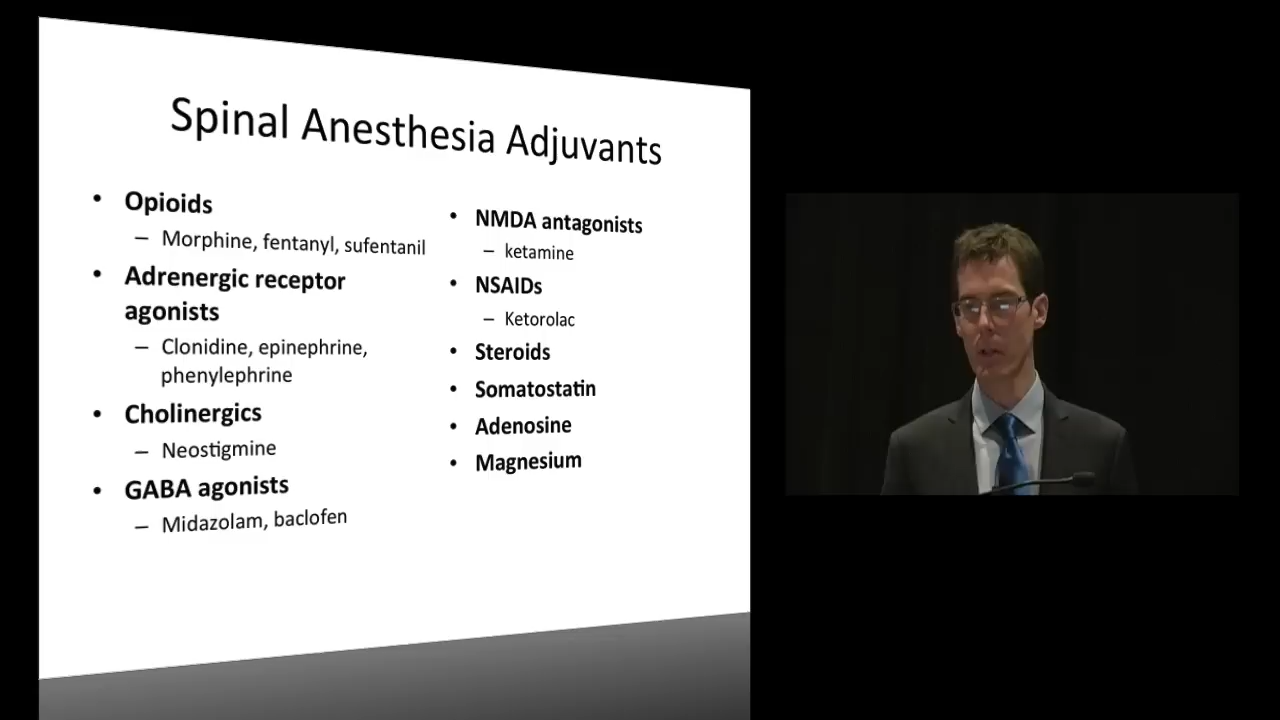 Spinal Anesthesia Adjuvants
• Opioids
– Morphine, fentanyl, sufentanil
• Adrenergic receptor
agonists
– Clonidine, epinephrine,
phenylephrine
• Cholinergics
– Neostigmine
• GABA agonists
– Midazolam, baclofen
• NMDA antagonists
– ketamine
• NSAIDs
– Ketorolac
• Steroids
• Somatostatin
• Adenosine
• Magnesium